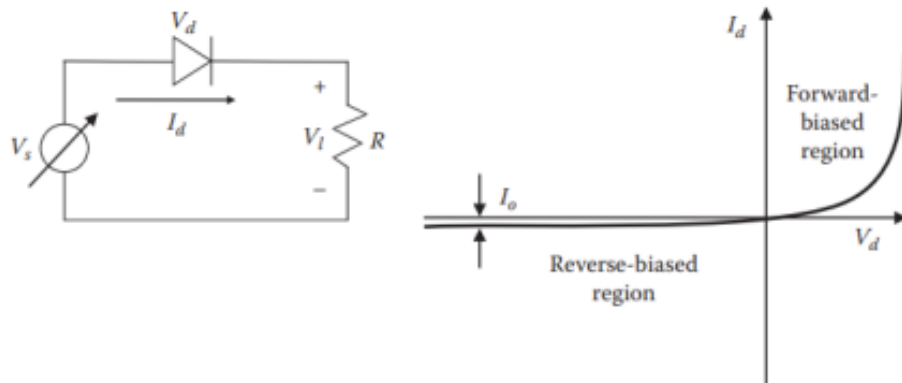 V_d
I_d
V_s
+
V_l
R
−
I_d
Forward-
biased
region
I_o
V_d
Reverse-biased
region